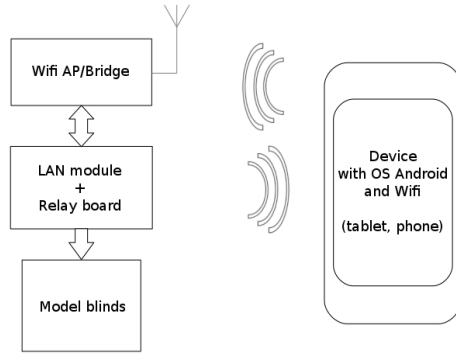 Wifi AP/Bridge
LAN module
+
Relay board
Model blinds
Device
with OS Android
and Wifi
(tablet, phone)